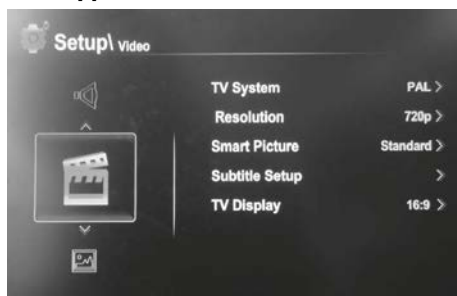 Setup\ Video
TV System PAL >
Resolution 720p >
Smart Picture Standard >
Subtitle Setup >
TV Display 16:9 >